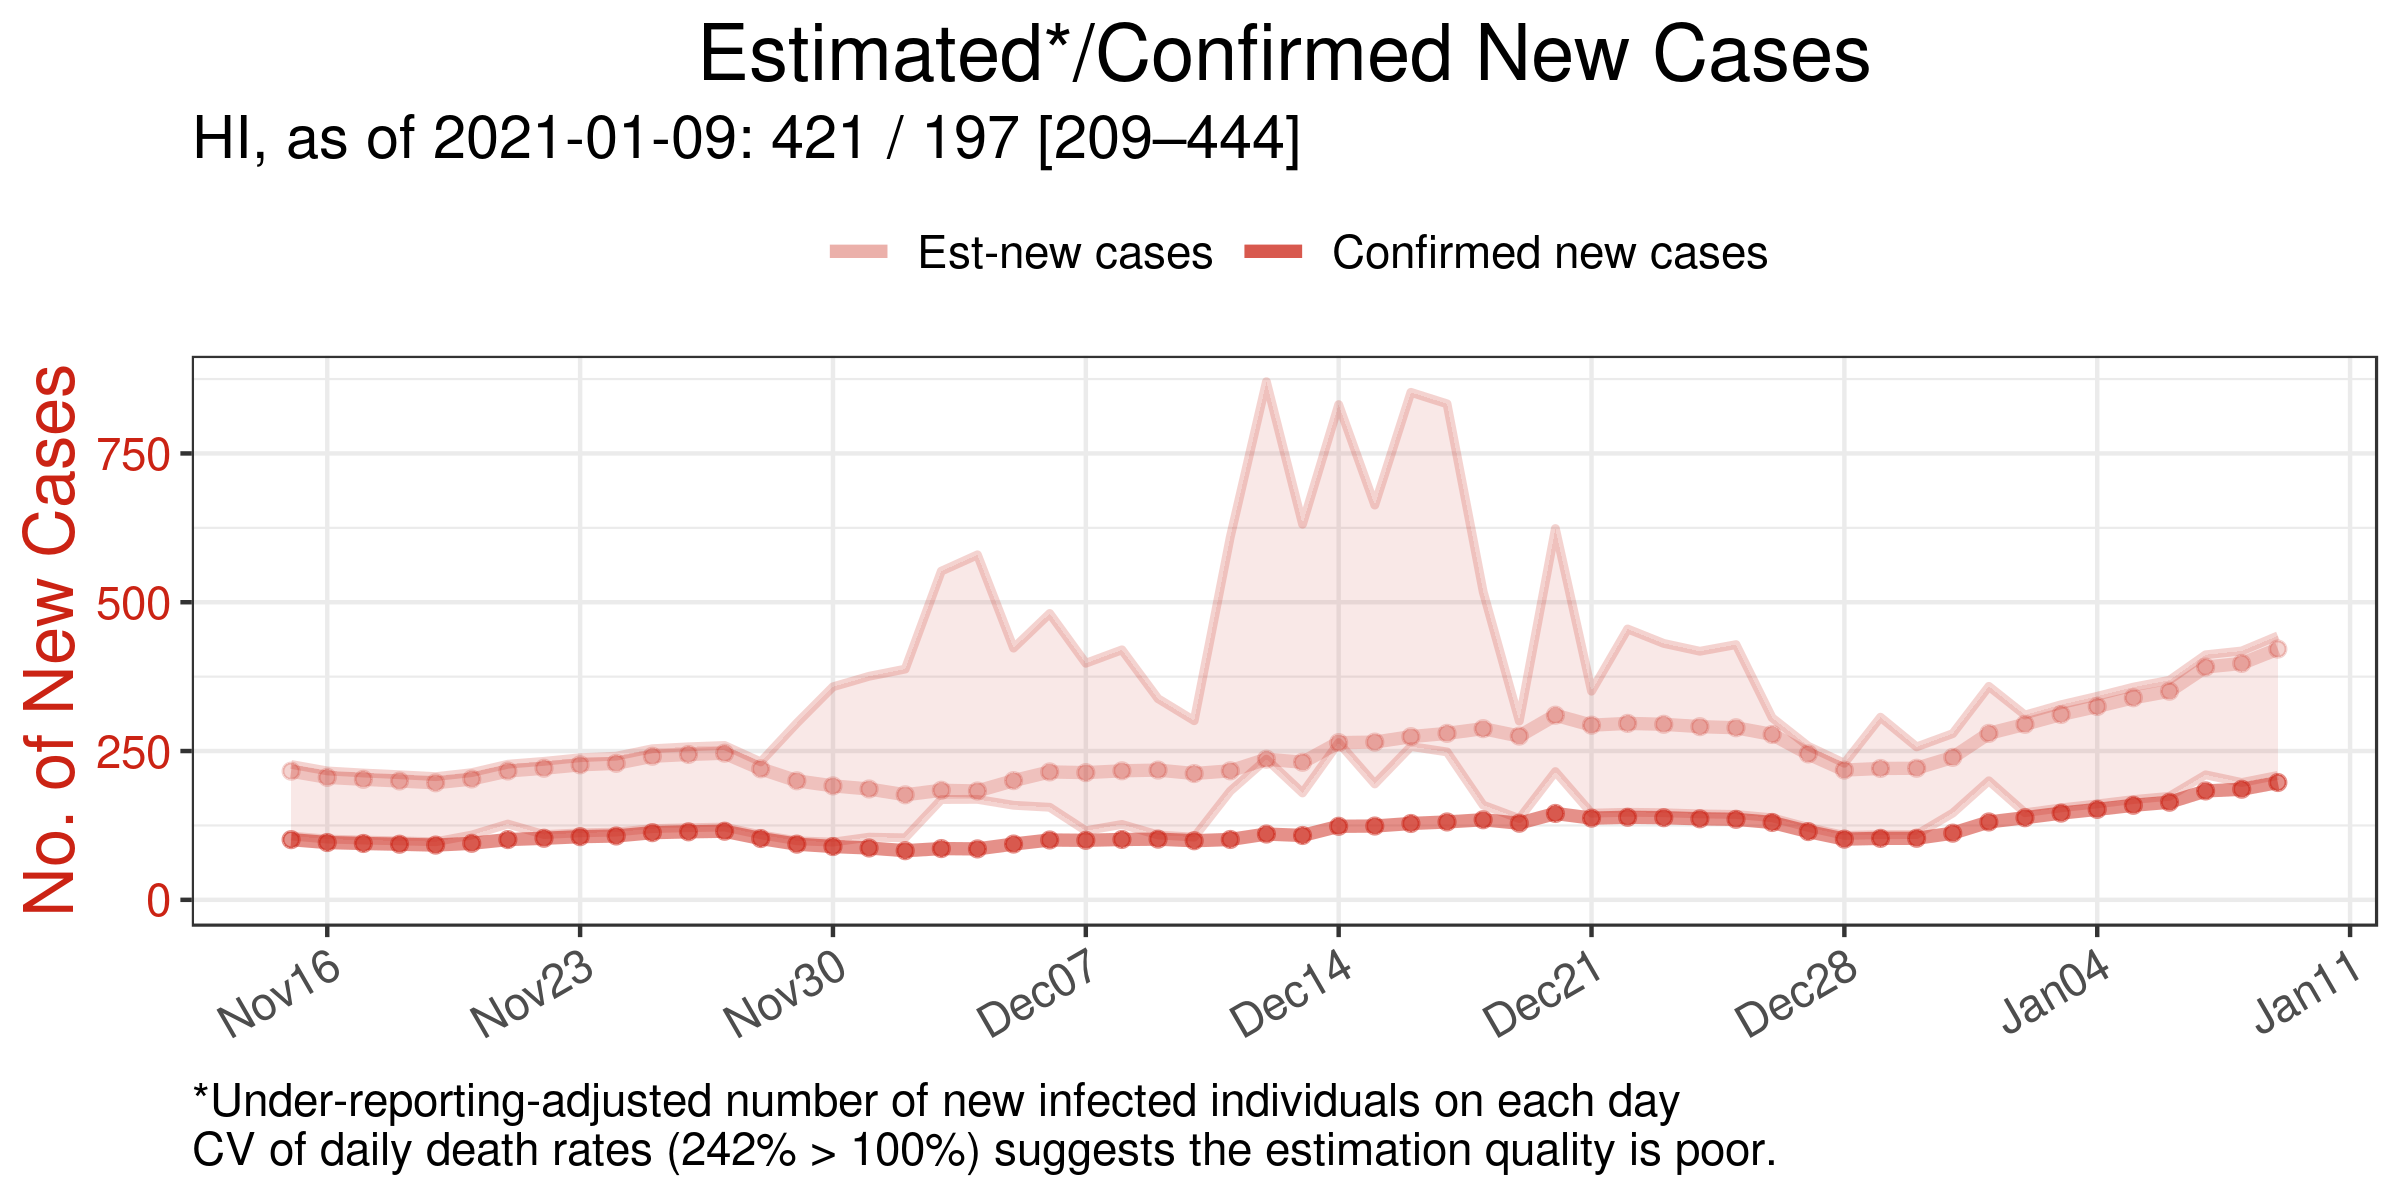 Estimated*/Confirmed New Cases
HI, as of 2021-01-09: 421 / 197 [209–444]
Est-new cases
Confirmed new cases
No. of New Cases
750
500
250
0
Nov16
Nov23
Nov30
Dec07
Dec14
Dec21
Dec28
Jan04
Jan11
*Under-reporting-adjusted number of new infected individuals on each day
CV of daily death rates (242% > 100%) suggests the estimation quality is poor.